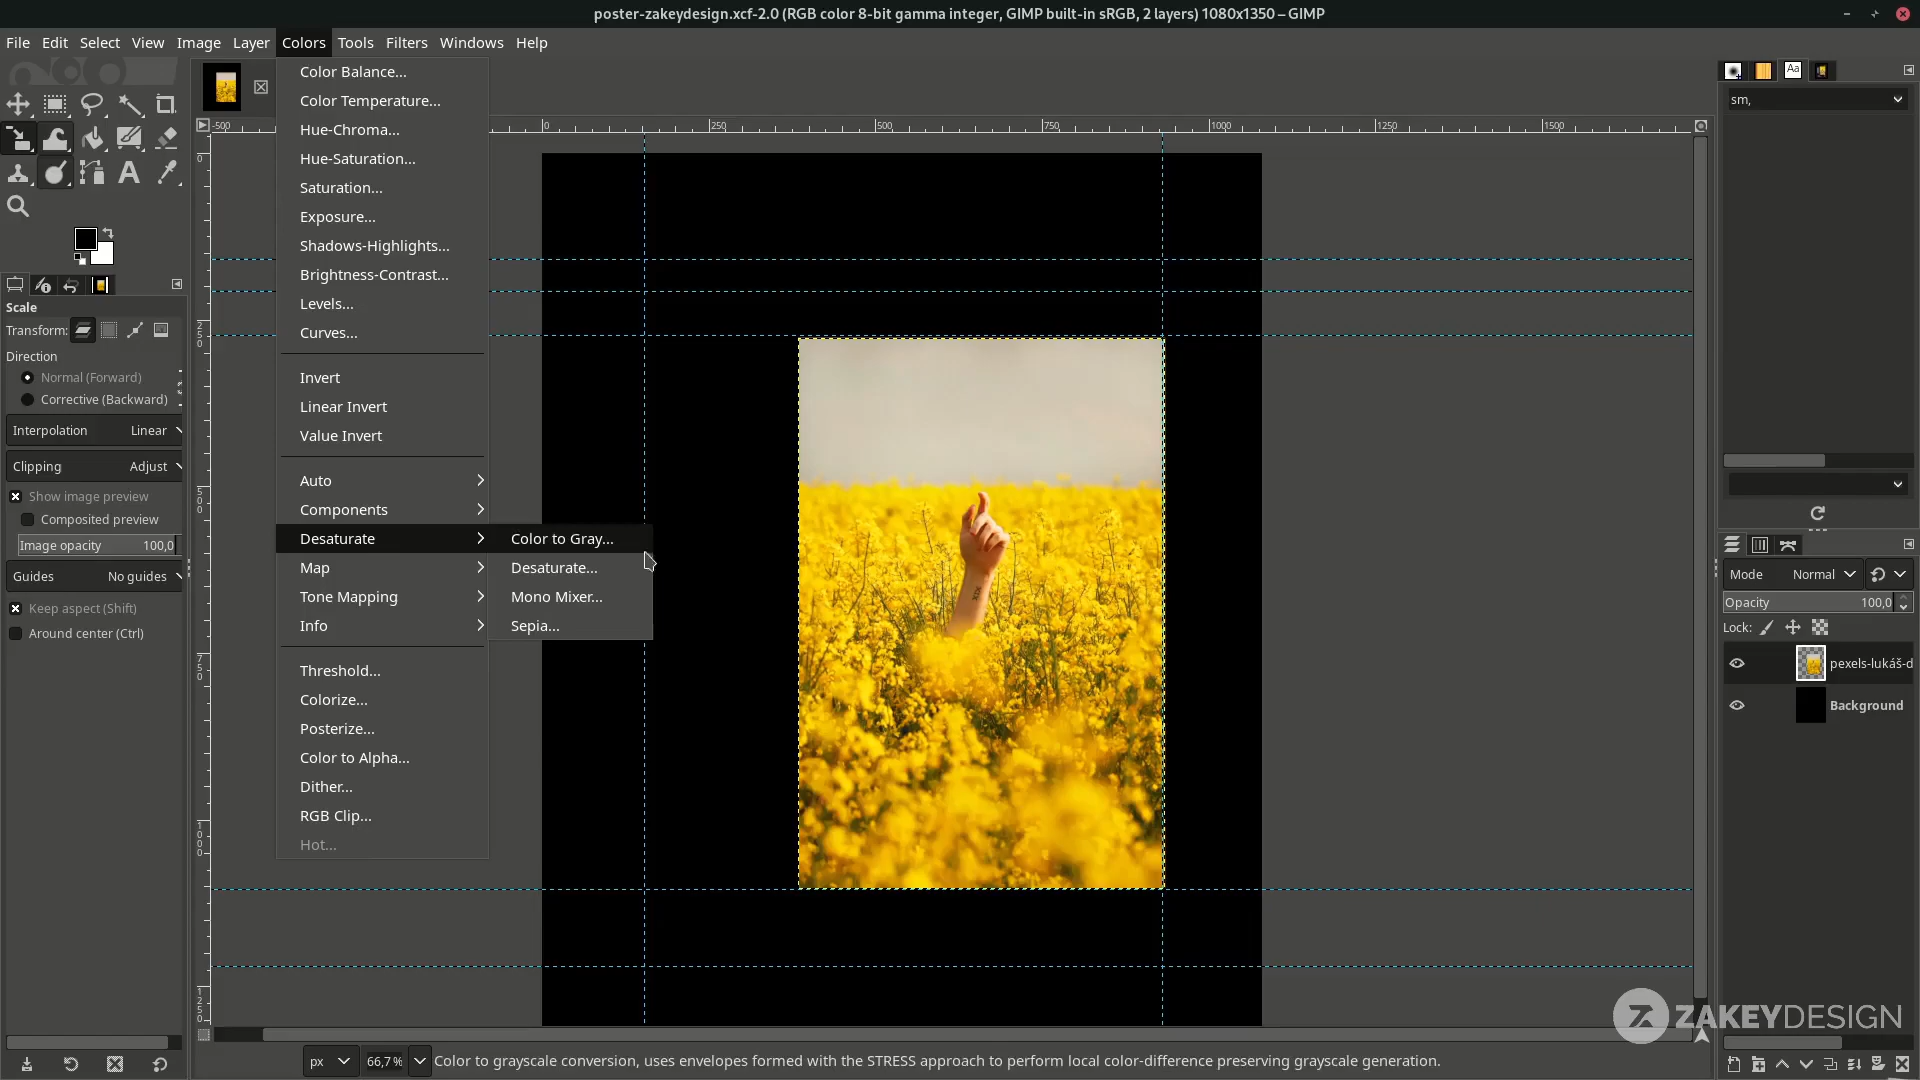 poster-zakeydesign.xcf-2.0 (RGB color 8-bit gamma integer, GIMP built-in sRGB, 2 layers) 1080x1350 – GIMP
File Edit Select View Image Layer Colors Tools Filters Windows Help
Color Balance...
Color Temperature...
Hue-Chroma...
Hue-Saturation...
Saturation...
Exposure...
Shadows-Highlights...
Brightness-Contrast...
Levels...
Curves...
Invert
Linear Invert
Value Invert
Auto
Components
Desaturate
Map
Tone Mapping
Info
Threshold...
Colorize...
Posterize...
Color to Alpha...
Dither...
RGB Clip...
Hot...
Color to Gray...
Desaturate...
Mono Mixer...
Sepia...
-500 0 250 500 750 1000 1250 1500
0
250
500
750
1000
1250
Scale
Transform:
Direction
Normal (Forward)
Corrective (Backward)
Interpolation Linear
Clipping Adjust
Show image preview
Composited preview
Image opacity 100,0
Guides No guides
Keep aspect (Shift)
Around center (Ctrl)
Aa
sm,
Mode Normal
Opacity 100,0
Lock:
pexels-lukáš-d
Background
ZAKEYDESIGN
px 66,7 % Color to grayscale conversion, uses envelopes formed with the STRESS approach to perform local color-difference preserving grayscale generation.